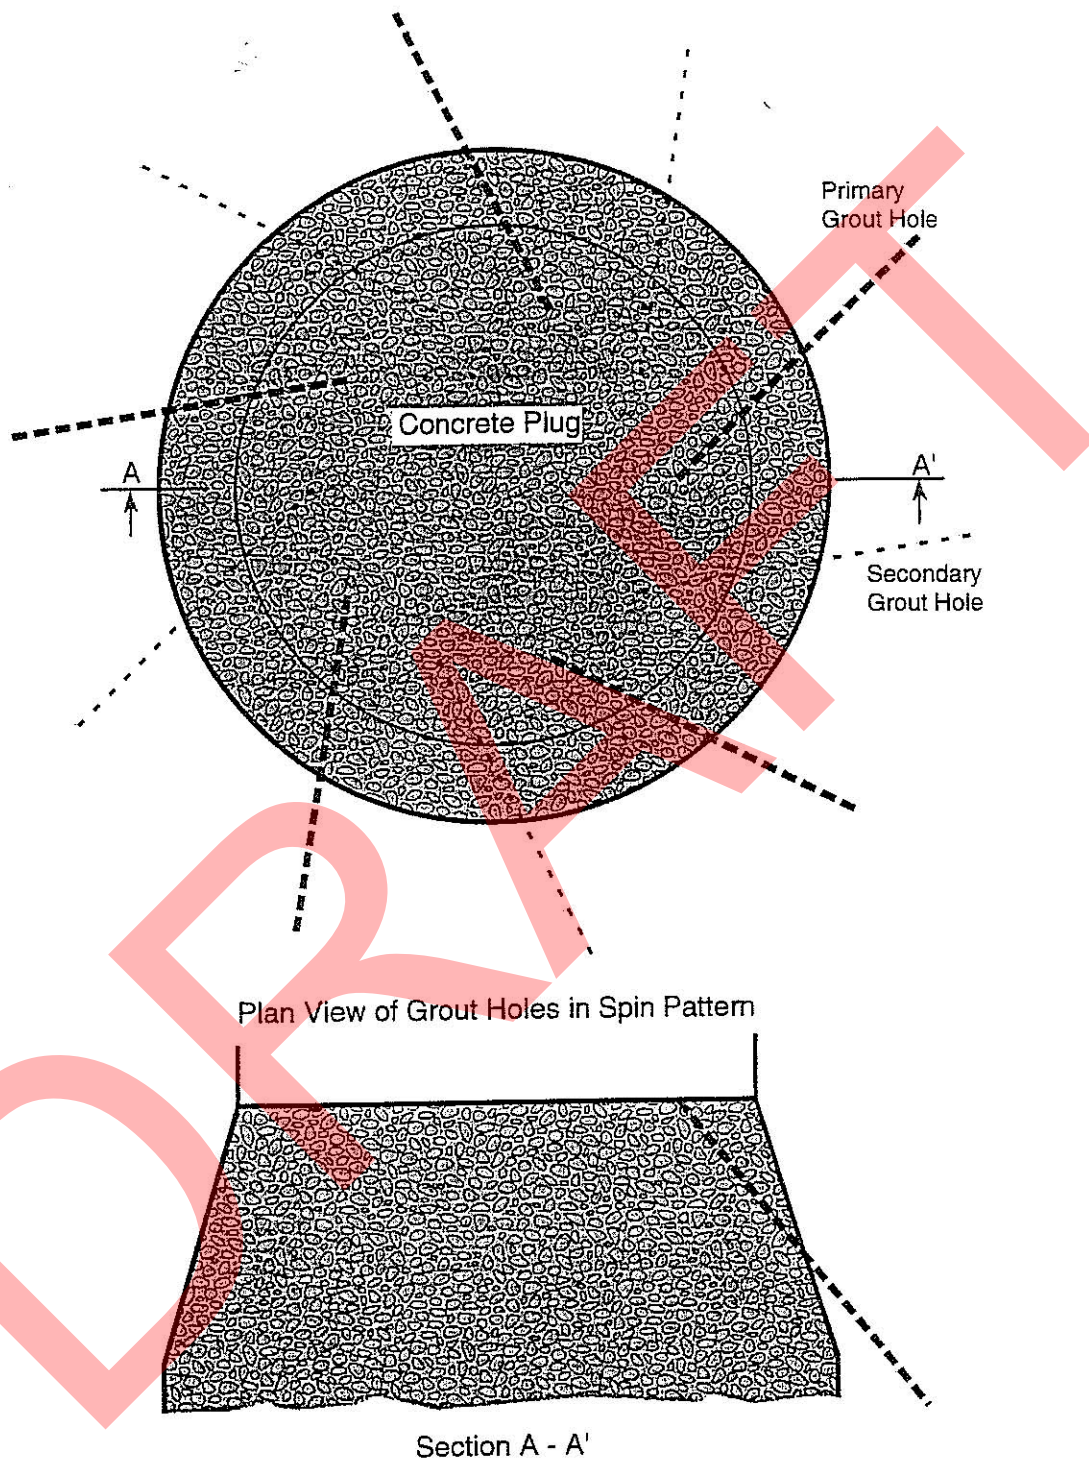 Primary
Grout Hole
Concrete Plug
A
A'
Secondary
Grout Hole
Plan View of Grout Holes in Spin Pattern
Section A - A'
DRAFT